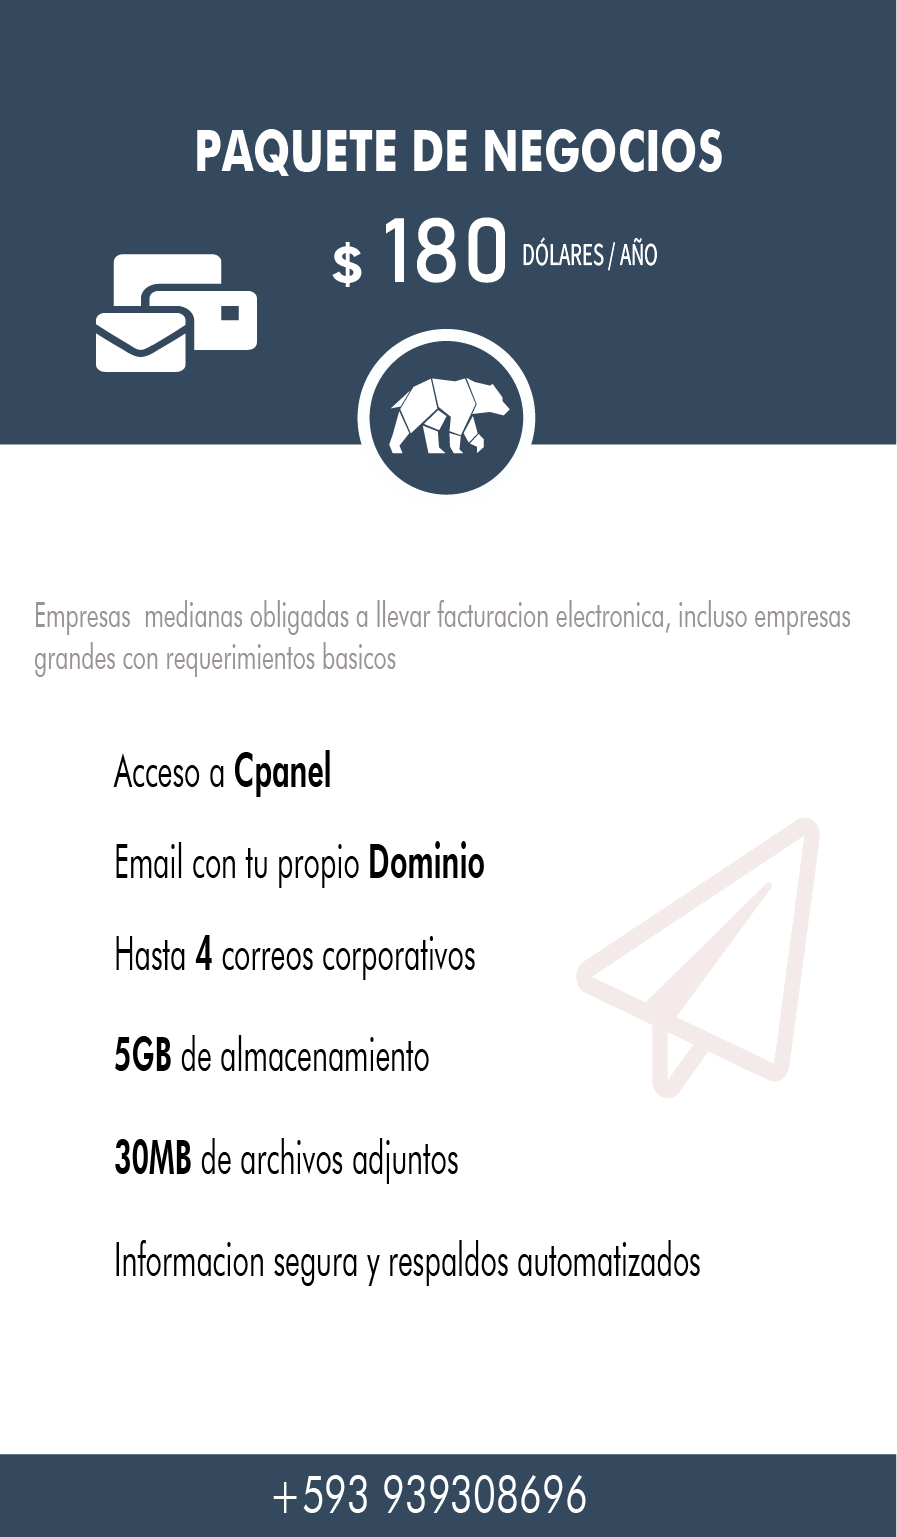 PAQUETE DE NEGOCIOS
$ 180 DÓLARES / AÑO
Empresas  medianas obligadas a llevar facturacion electronica, incluso empresas
grandes con requerimientos basicos
Acceso a Cpanel
Email con tu propio Dominio
Hasta 4 correos corporativos
5GB de almacenamiento
30MB de archivos adjuntos
Informacion segura y respaldos automatizados
+593 939308696